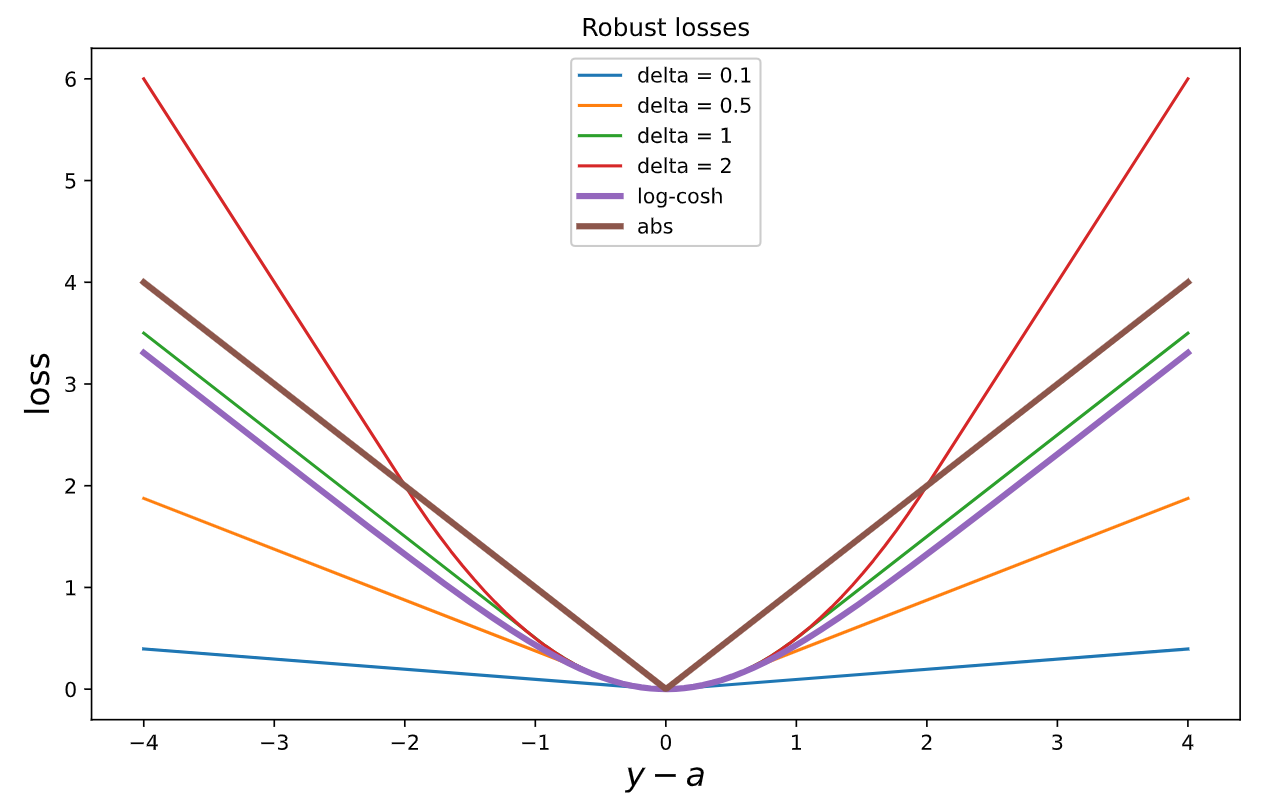 Robust losses
delta = 0.1
delta = 0.5
delta = 1
delta = 2
log-cosh
abs
6
5
4
3
2
1
0
loss
−4 −3 −2 −1 0 1 2 3 4
y − a